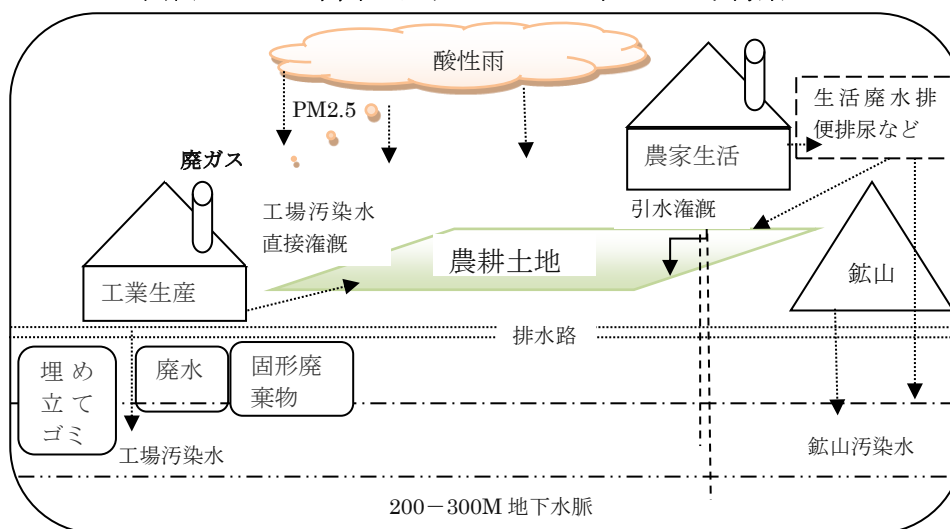 酸性雨
PM2.5
生活廃水排
便排尿など
農家生活
廃ガス
工場汚染水
直接潅漑
引水潅漑
農耕土地
鉱山
工業生産
排水路
埋め
立て
ゴミ
廃水
固形廃
棄物
工場汚染水
鉱山汚染水
200－300M 地下水脈